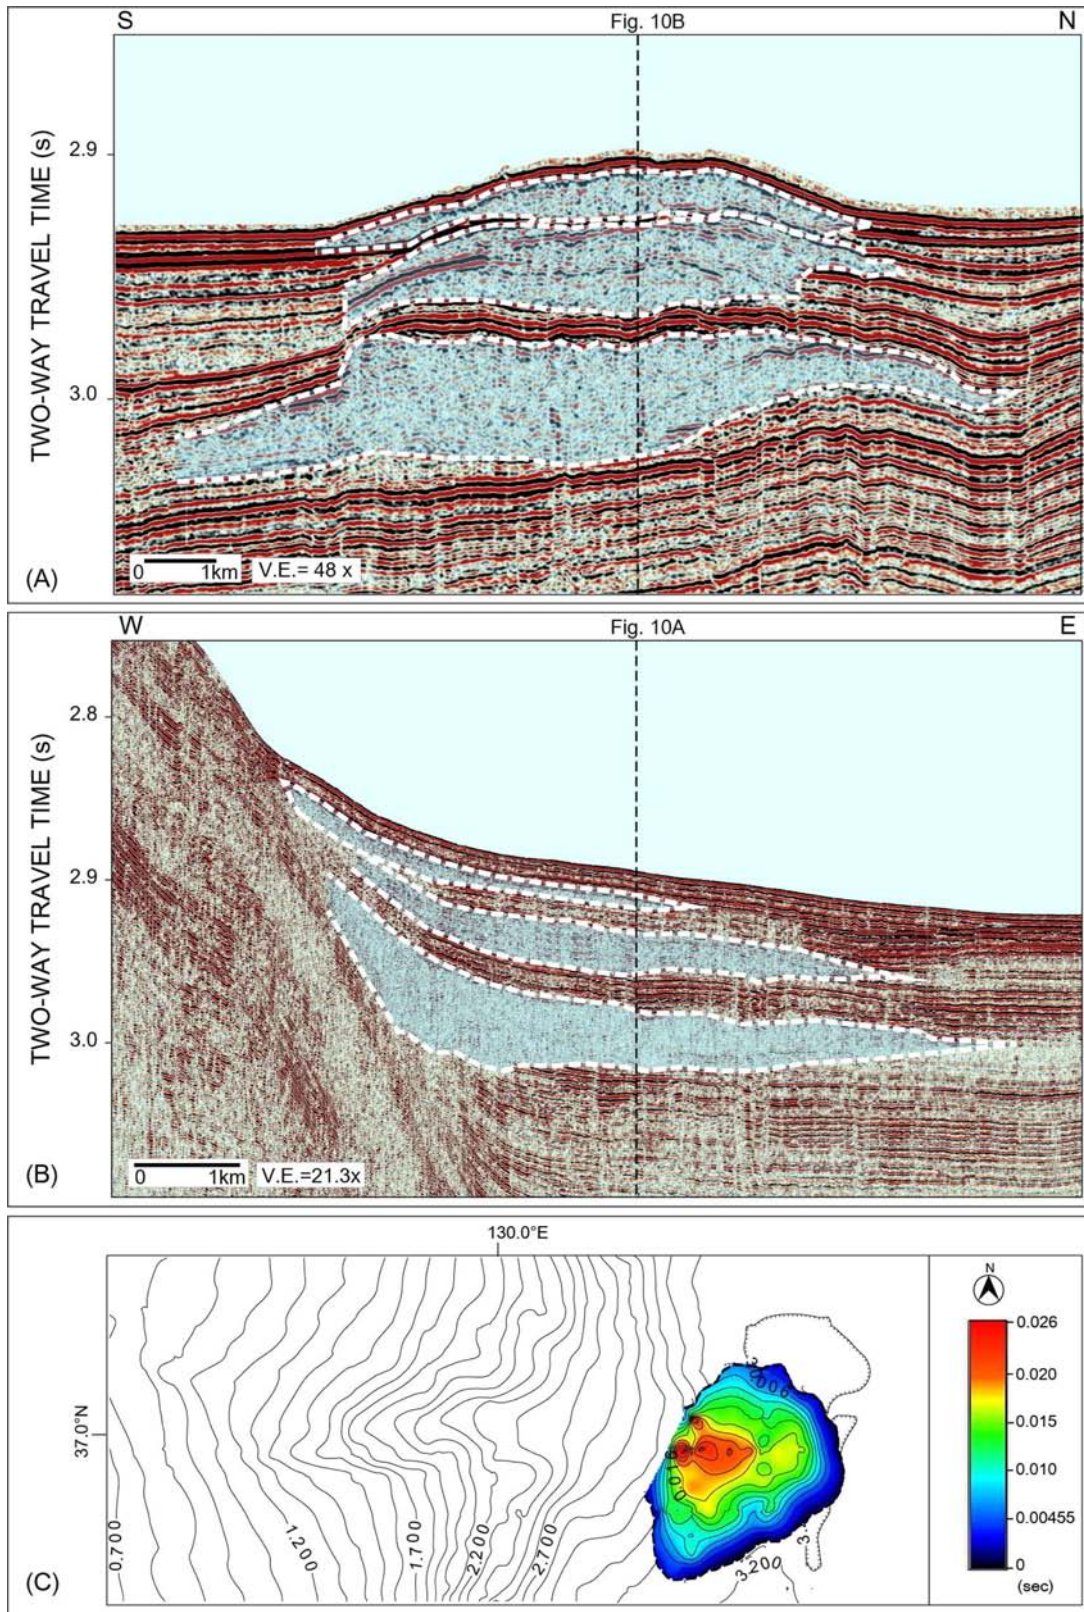 S Fig. 10B N
TWO-WAY TRAVEL TIME (s)
2.9
3.0
0 1km V.E.= 48 x
(A)
W Fig. 10A E
TWO-WAY TRAVEL TIME (s)
2.8
2.9
3.0
0 1km V.E.=21.3x
(B)
130.0°E
37.0°N
0.700
1.200
1.700
2.200
2.700
3.200
N
0.026
0.020
0.015
0.010
0.00455
0
(sec)
(C)